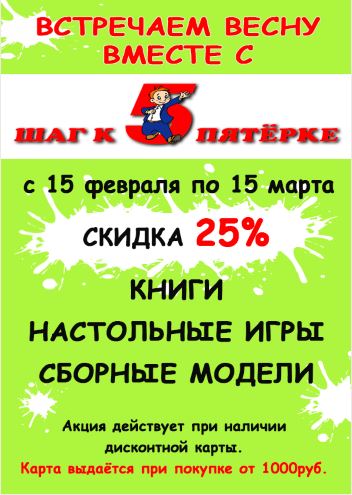 ВСТРЕЧАЕМ ВЕСНУ
ВМЕСТЕ С
ШАГ К 5 ПЯТЁРКЕ
с 15 февраля по 15 марта
СКИДКА 25%
КНИГИ
НАСТОЛЬНЫЕ ИГРЫ
СБОРНЫЕ МОДЕЛИ
Акция действует при наличии
дисконтной карты.
Карта выдаётся при покупке от 1000руб.